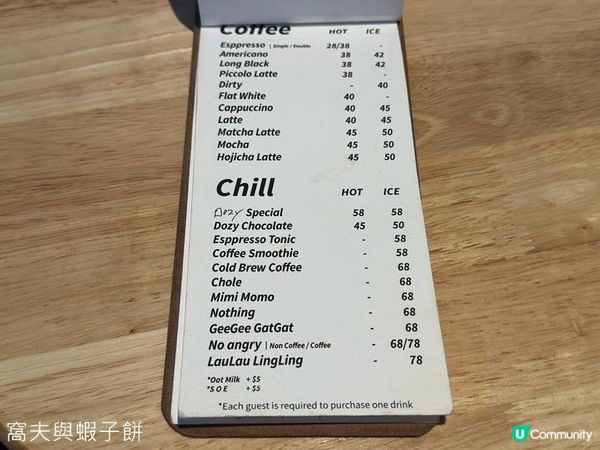 Coffee HOT ICE
Esppresso | Single / Double 28/38 -
Americano 38 42
Long Black 38 42
Piccolo Latte 38 -
Dirty - 40
Flat White 40 -
Cappuccino 40 45
Latte 40 45
Matcha Latte 45 50
Mocha 45 50
Hojicha Latte 45 50
Chill HOT ICE
Dozy Special 58 58
Dozy Chocolate 45 50
Esppresso Tonic - 58
Coffee Smoothie - 58
Cold Brew Coffee - 68
Chole - 68
Mimi Momo - 68
Nothing - 68
GeeGee GatGat - 68
No angry | Non Coffee / Coffee - 68/78
LauLau LingLing - 78
*Oat Milk + $5
*S O E + $5
*Each guest is required to purchase one drink
窩夫與蝦子餅
U Community